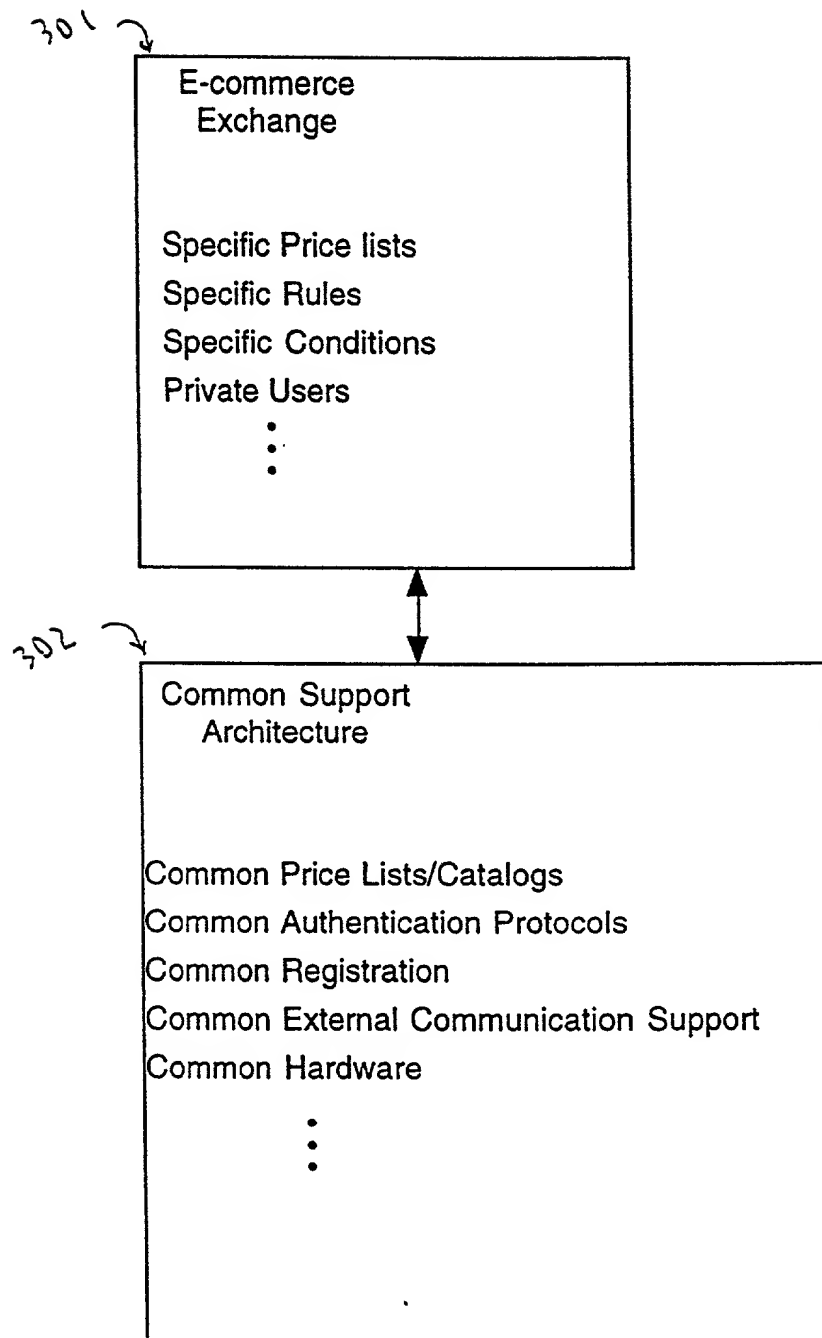 301
E-commerce
Exchange
Specific Price lists
Specific Rules
Specific Conditions
Private Users
302
Common Support
Architecture
Common Price Lists/Catalogs
Common Authentication Protocols
Common Registration
Common External Communication Support
Common Hardware